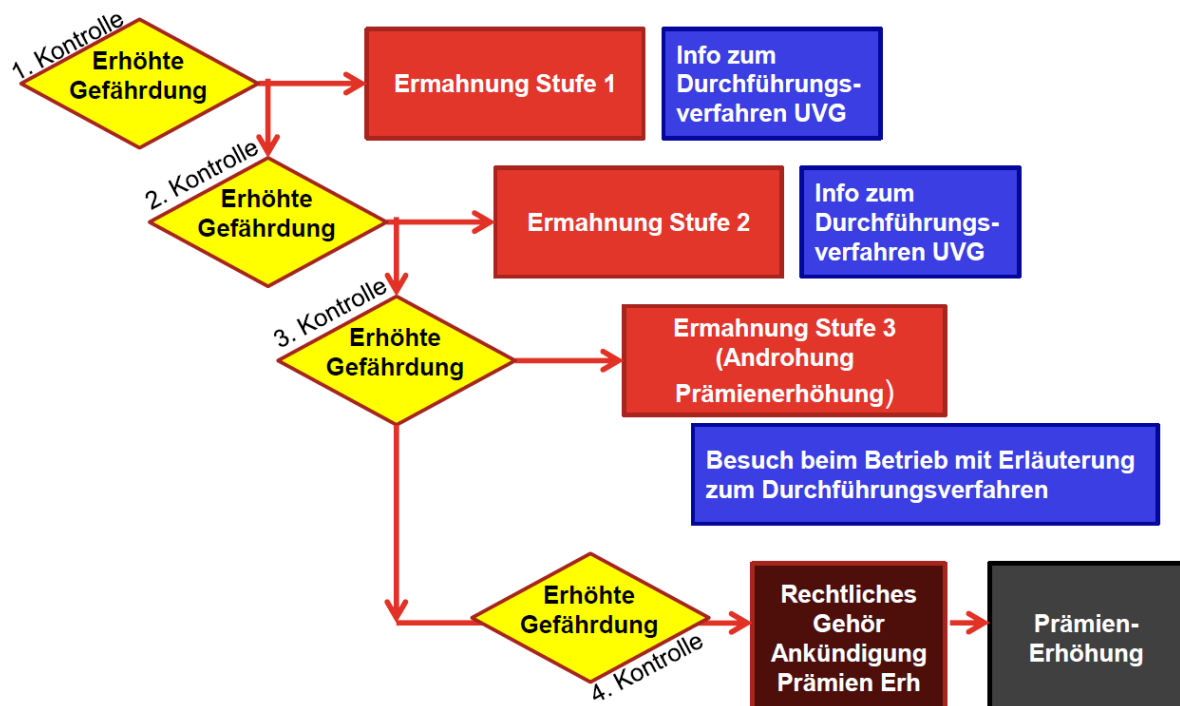 1. Kontrolle
Erhöhte
Gefährdung
Ermahnung Stufe 1
Info zum
Durchführungs-
verfahren UVG
2. Kontrolle
Erhöhte
Gefährdung
Ermahnung Stufe 2
Info zum
Durchführungs-
verfahren UVG
3. Kontrolle
Erhöhte
Gefährdung
Ermahnung Stufe 3
(Androhung
Prämienerhöhung)
Besuch beim Betrieb mit Erläuterung
zum Durchführungsverfahren
Erhöhte
Gefährdung
4. Kontrolle
Rechtliches
Gehör
Ankündigung
Prämien Erh
Prämien-
Erhöhung